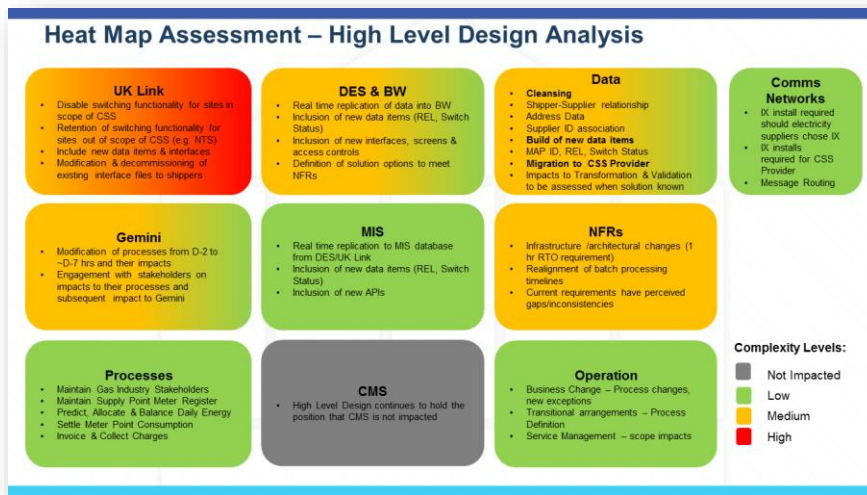 Heat Map Assessment – High Level Design Analysis
UK Link
• Disable switching functionality for sites in
scope of CSS
• Retention of switching functionality for
sites out of scope of CSS (e.g. NTS)
• Include new data items & interfaces
• Modification & decommissioning of
existing interface files to shippers
DES & BW
• Real time replication of data into BW
• Inclusion of new data items (REL, Switch
Status)
• Inclusion of new interfaces, screens &
access controls
• Definition of solution options to meet
NFRs
Data
• Cleansing
• Shipper-Supplier relationship
• Address Data
• Supplier ID association
• Build of new data items
• MAP ID, REL, Switch Status
• Migration to CSS Provider
• Impacts to Transformation & Validation
to be assessed when solution known
Comms
Networks
• IX install required
should electricity
suppliers chose IX
• IX installs
required for CSS
Provider
• Message Routing
Gemini
• Modification of processes from D-2 to
~D-7 hrs and their impacts
• Engagement with stakeholders on
impacts to their processes and
subsequent impact to Gemini
MIS
• Real time replication to MIS database
from DES/UK Link
• Inclusion of new data items (REL, Switch
Status)
• Inclusion of new APIs
NFRs
• Infrastructure /architectural changes (1
hr RTO requirement)
• Realignment of batch processing
timelines
• Current requirements have perceived
gaps/inconsistencies
Processes
• Maintain Gas Industry Stakeholders
• Maintain Supply Point Meter Register
• Predict, Allocate & Balance Daily Energy
• Settle Meter Point Consumption
• Invoice & Collect Charges
CMS
• High Level Design continues to hold the
position that CMS is not impacted
Operation
• Business Change – Process changes,
new exceptions
• Transitional arrangements – Process
Definition
• Service Management – scope impacts
Complexity Levels:
Not Impacted
Low
Medium
High